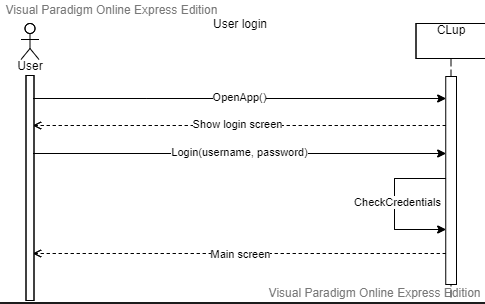 Visual Paradigm Online Express Edition
User login
CLup
User
OpenApp()
Show login screen
Login(username, password)
CheckCredentials
Main screen
Visual Paradigm Online Express Edition